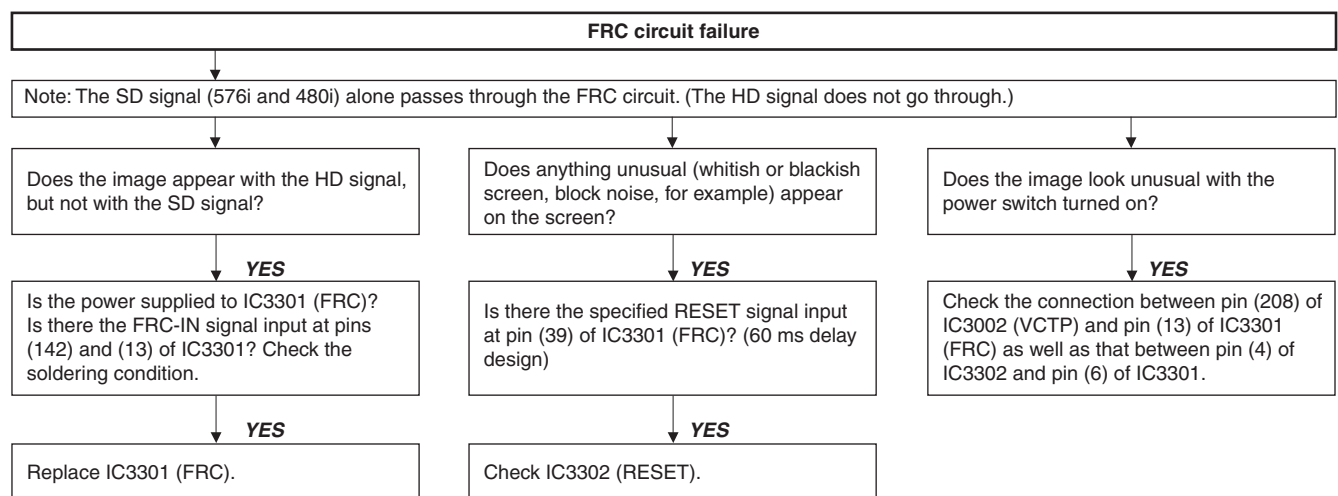 FRC circuit failure
Note: The SD signal (576i and 480i) alone passes through the FRC circuit. (The HD signal does not go through.)
Does the image appear with the HD signal,
but not with the SD signal?
YES
Is the power supplied to IC3301 (FRC)?
Is there the FRC-IN signal input at pins
(142) and (13) of IC3301? Check the
soldering condition.
YES
Replace IC3301 (FRC).
Does anything unusual (whitish or blackish
screen, block noise, for example) appear
on the screen?
YES
Is there the specified RESET signal input
at pin (39) of IC3301 (FRC)? (60 ms delay
design)
YES
Check IC3302 (RESET).
Does the image look unusual with the
power switch turned on?
YES
Check the connection between pin (208) of
IC3002 (VCTP) and pin (13) of IC3301
(FRC) as well as that between pin (4) of
IC3302 and pin (6) of IC3301.